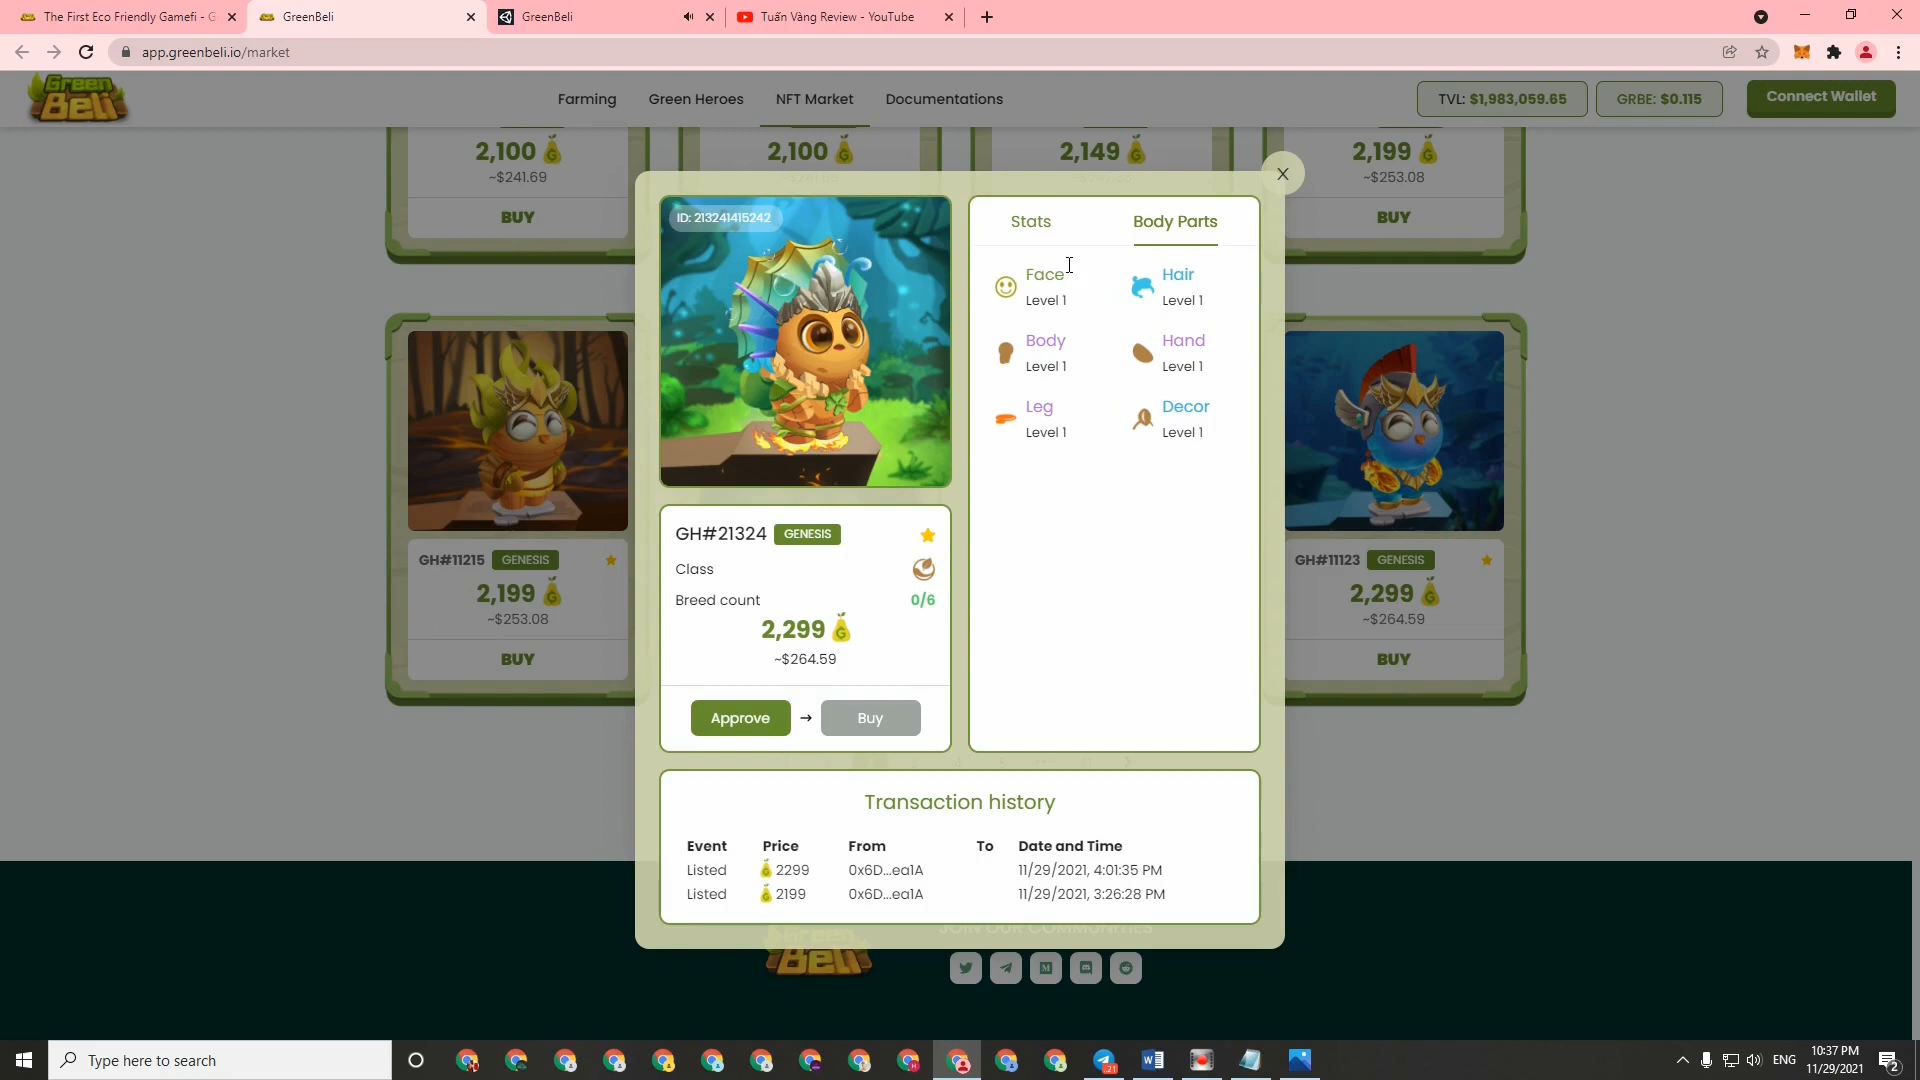 The First Eco Friendly Gamefi - G
GreenBeli
GreenBeli
Tuấn Vàng Review - YouTube
app.greenbeli.io/market
Green Beli
Farming
Green Heroes
NFT Market
Documentations
TVL: $1,983,059.65
GRBE: $0.115
Connect Wallet
2,100
~$241.69
BUY
2,100
2,149
2,199
~$253.08
BUY
GH#11215 GENESIS
2,199
~$253.08
BUY
GH#11123 GENESIS
2,299
~$264.59
BUY
X
ID: 213241415242
GH#21324 GENESIS
Class
Breed count 0/6
2,299
~$264.59
Approve → Buy
Stats
Body Parts
Face
Level 1
Hair
Level 1
Body
Level 1
Hand
Level 1
Leg
Level 1
Decor
Level 1
Transaction history
Event Price From To Date and Time
Listed 2299 0x6D...ea1A 11/29/2021, 4:01:35 PM
Listed 2199 0x6D...ea1A 11/29/2021, 3:26:28 PM
JOIN OUR COMMUNITIES
Beli
Type here to search
21
ENG
10:37 PM
11/29/2021
2